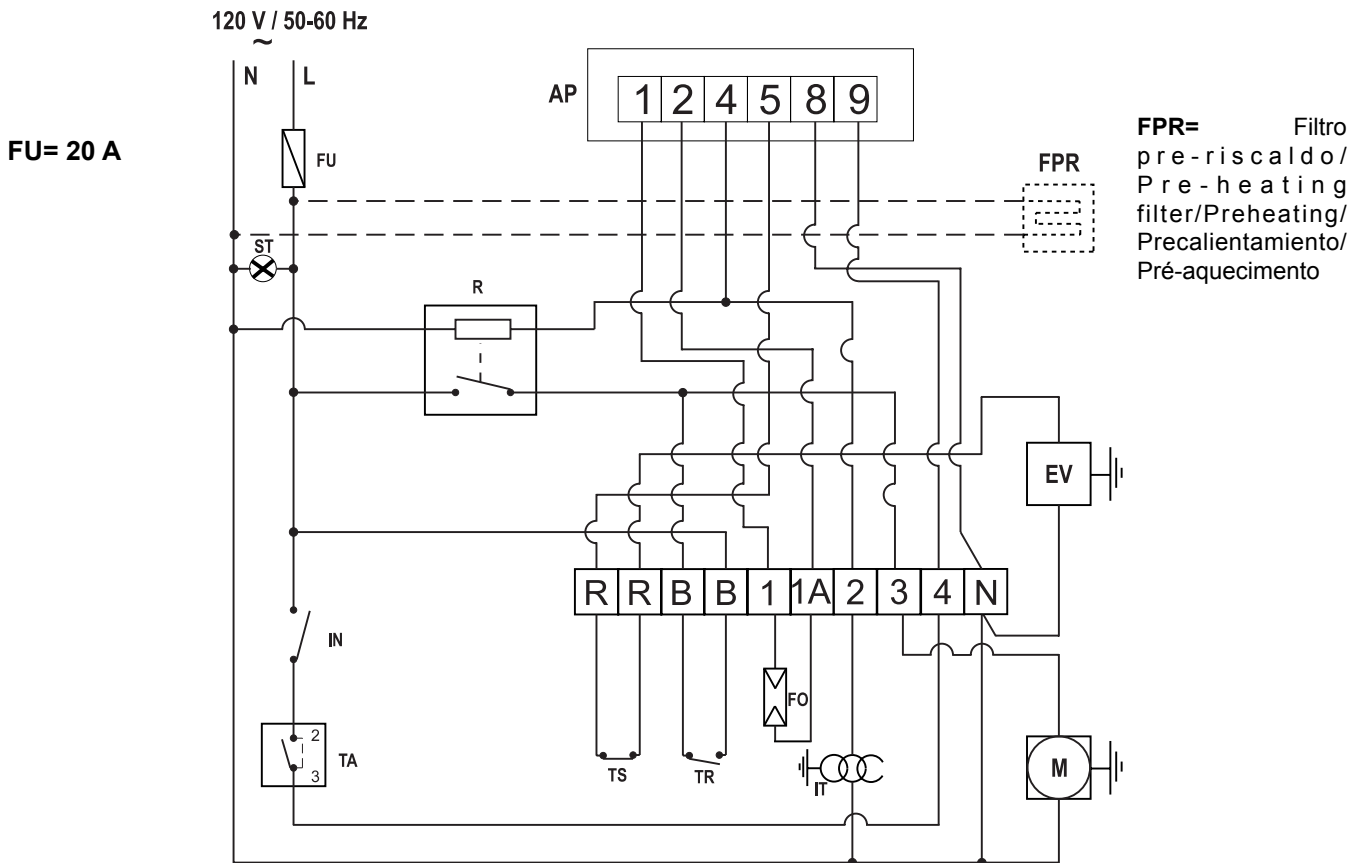 120 V / 50-60 Hz
~
N L
AP
1 2 4 5 8 9
FU= 20 A
FU
FPR
FPR= Filtro
pre-riscaldo/
Pre-heating
filter/Preheating/
Precalientamiento/
Pré-aquecimento
ST
R
EV
R R B B 1 1A 2 3 4 N
IN
FO
2
TA
3
TS
TR
IT
M